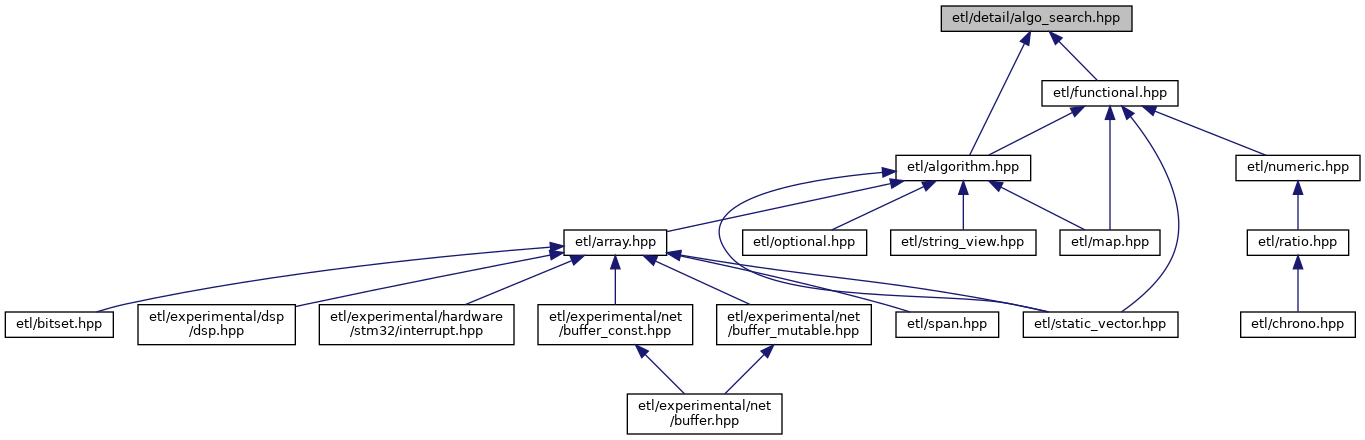 etl/detail/algo_search.hpp
etl/functional.hpp
etl/algorithm.hpp
etl/numeric.hpp
etl/array.hpp
etl/optional.hpp
etl/string_view.hpp
etl/map.hpp
etl/ratio.hpp
etl/bitset.hpp
etl/experimental/dsp
/dsp.hpp
etl/experimental/hardware
/stm32/interrupt.hpp
etl/experimental/net
/buffer_const.hpp
etl/experimental/net
/buffer_mutable.hpp
etl/span.hpp
etl/static_vector.hpp
etl/chrono.hpp
etl/experimental/net
/buffer.hpp